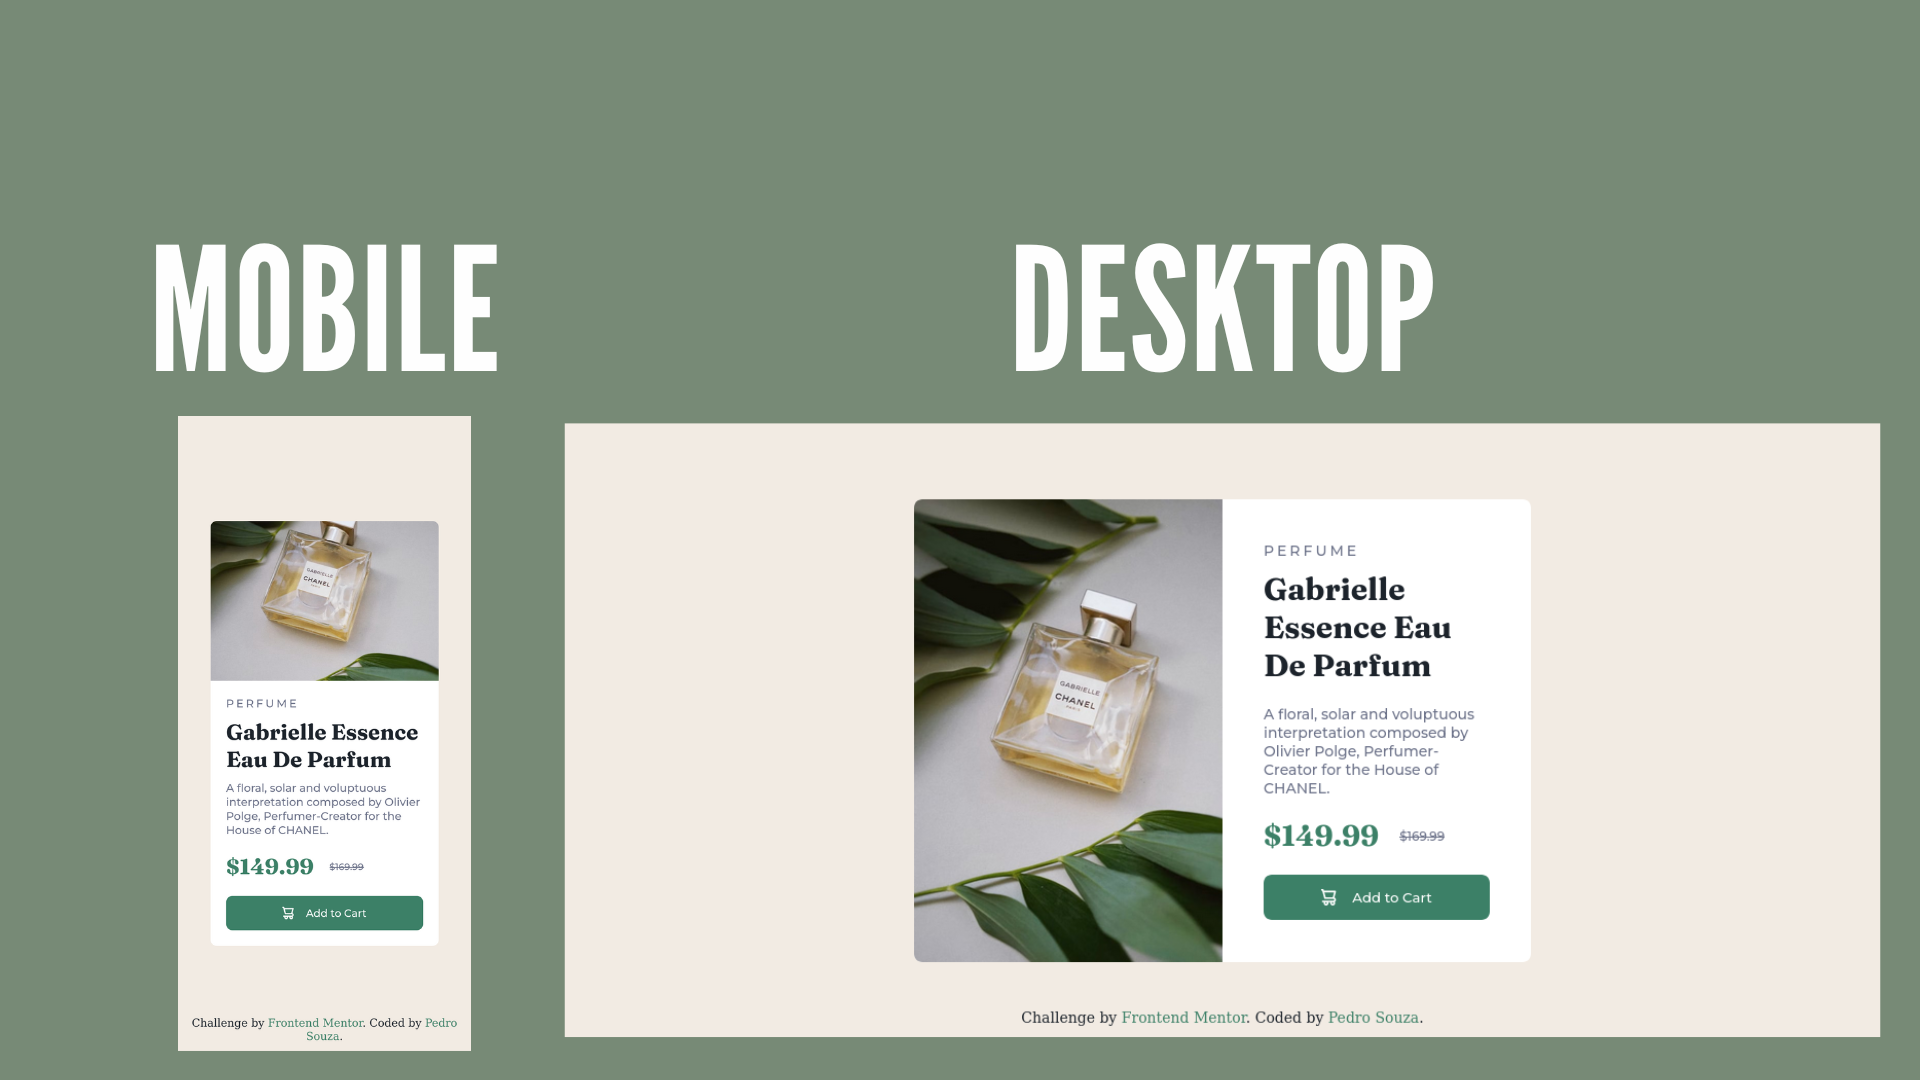 MOBILE
GABRIELLE
CHANEL
PERFUME
Gabrielle Essence
Eau De Parfum
A floral, solar and voluptuous
interpretation composed by Olivier
Polge, Perfumer-Creator for the
House of CHANEL.
$149.99 $169.99
Add to Cart
Challenge by Frontend Mentor. Coded by Pedro
Souza.
DESKTOP
GABRIELLE
CHANEL
PARIS
PERFUME
Gabrielle
Essence Eau
De Parfum
A floral, solar and voluptuous
interpretation composed by
Olivier Polge, Perfumer-
Creator for the House of
CHANEL.
$149.99 $169.99
Add to Cart
Challenge by Frontend Mentor. Coded by Pedro Souza.